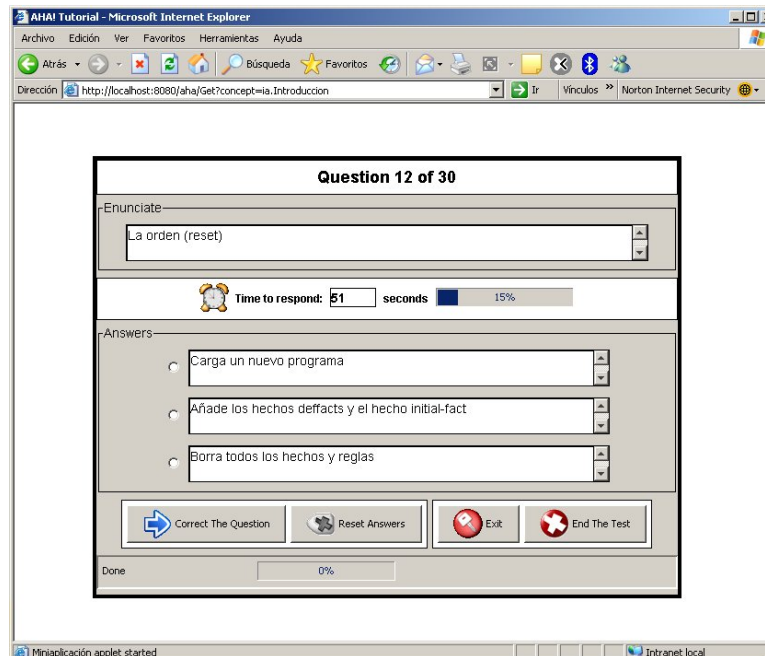 AHA! Tutorial - Microsoft Internet Explorer
Archivo Edición Ver Favoritos Herramientas Ayuda
Atrás Búsqueda Favoritos
Dirección http://localhost:8080/aha/Get?concept=ia.Introduccion Ir Vínculos » Norton Internet Security
Question 12 of 30
Enunciate
La orden (reset)
Time to respond: 51 seconds 15%
Answers
Carga un nuevo programa
Añade los hechos deffacts y el hecho initial-fact
Borra todos los hechos y reglas
Correct The Question Reset Answers Exit End The Test
Done 0%
Miniaplicación applet started Intranet local